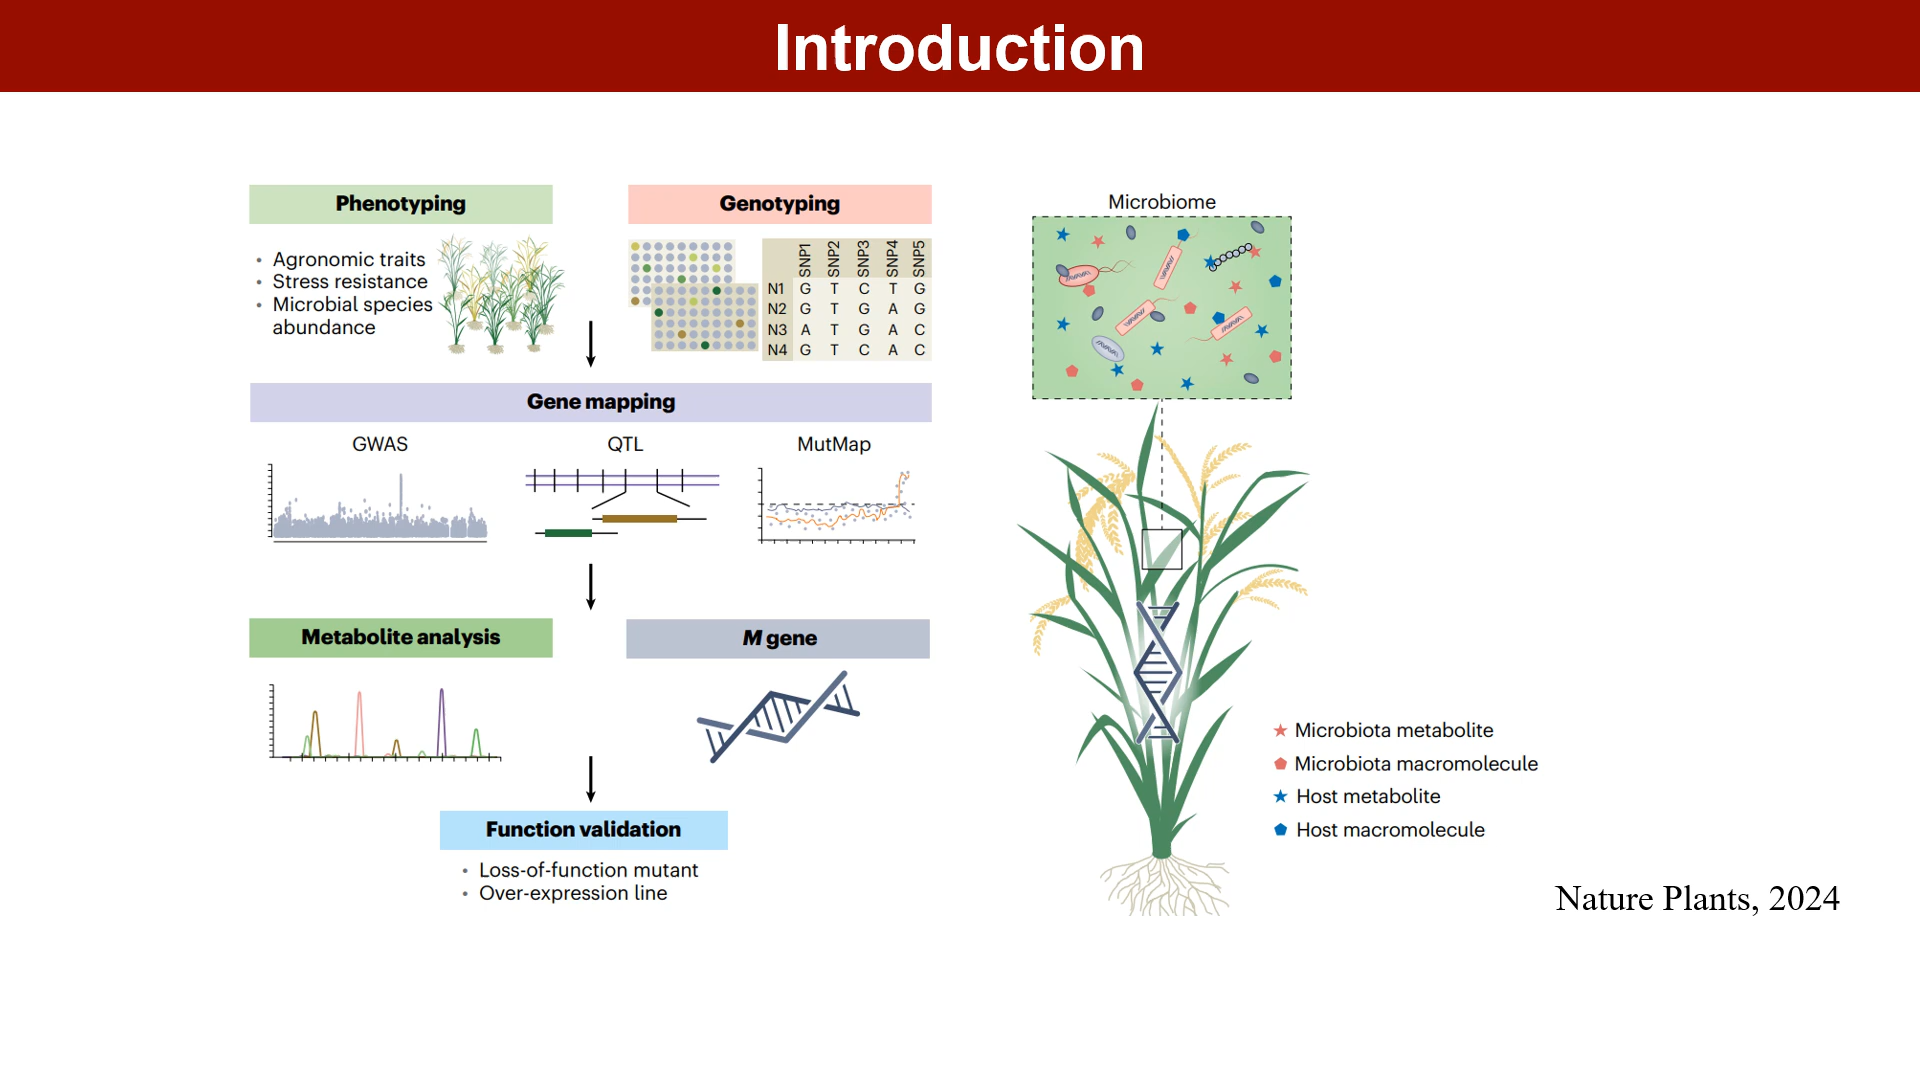 Introduction
Phenotyping
• Agronomic traits
• Stress resistance
• Microbial species
abundance
Genotyping
SNP1 SNP2 SNP3 SNP4 SNP5
N1 G T C T G
N2 G T G A G
N3 A T G A C
N4 G T C A C
Gene mapping
GWAS QTL MutMap
Metabolite analysis
M gene
Function validation
• Loss-of-function mutant
• Over-expression line
Microbiome
Microbiota metabolite
Microbiota macromolecule
Host metabolite
Host macromolecule
Nature Plants, 2024